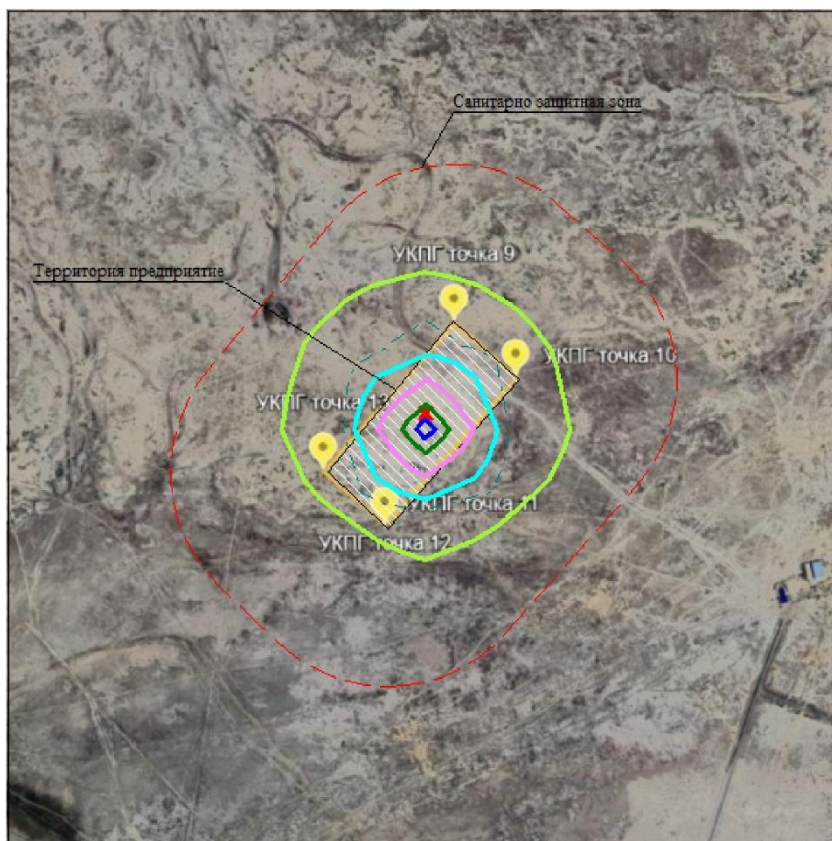 Санитарно защитная зона
УКПГ точка 9
Территория предприятие
УКПГ точка 10
УКПГ точка 13
УКПГ точка 11
УКПГ точка 12